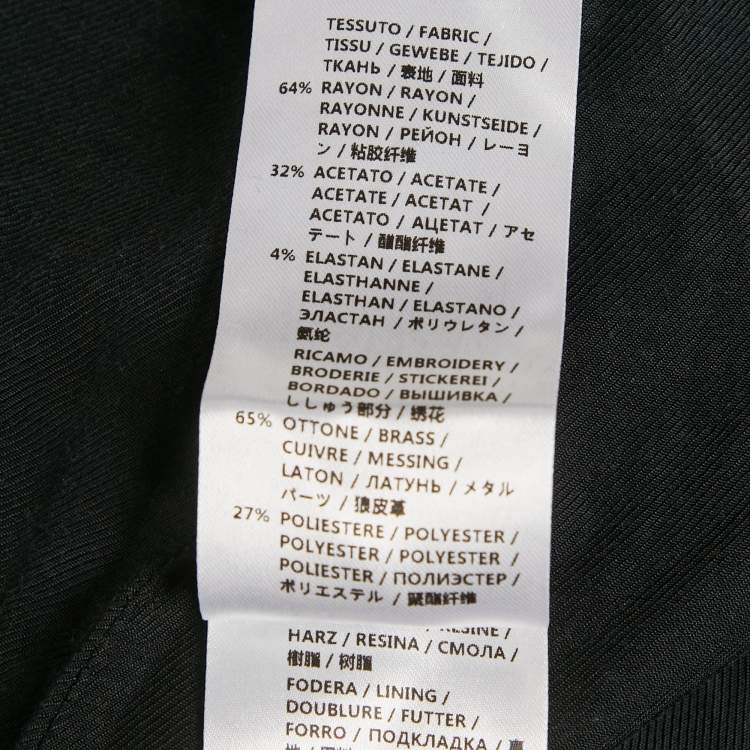 TESSUTO / FABRIC /
TISSU / GEWEBE / TEJIDO /
ТКАНЬ / 表地 / 面料
64% RAYON / RAYON /
RAYONNE / KUNSTSEIDE /
RAYON / РЕЙОН / レーヨ
ン / 粘胶纤维
32% ACETATO / ACETATE /
ACETATE / ACETAT /
ACETATO / АЦЕТАТ / アセ
テート / 醋酯纤维
4% ELASTAN / ELASTANE /
ELASTHANNE /
ELASTHAN / ELASTANO /
ЭЛАСТАН / ポリウレタン /
氨纶
RICAMO / EMBROIDERY /
BRODERIE / STICKEREI /
BORDADO / ВЫШИВКА /
ししゅう部分 / 绣花
65% OTTONE / BRASS /
CUIVRE / MESSING /
LATON / ЛАТУНЬ / メタル
パーツ / 狼皮革
27% POLIESTERE / POLYESTER /
POLYESTER / POLYESTER /
POLIESTER / ПОЛИЭСТЕР /
ポリエステル / 聚酯纤维
RESINE /
HARZ / RESINA / СМОЛА /
樹脂 / 树脂
FODERA / LINING /
DOUBLURE / FUTTER /
FORRO / ПОДКЛАДКА /